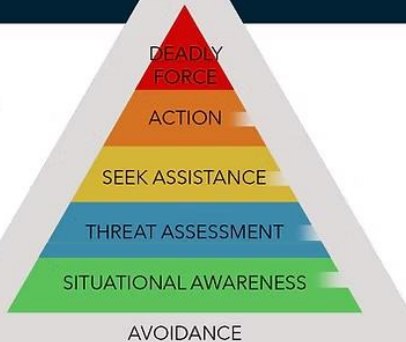 DEADLY
FORCE
ACTION
SEEK ASSISTANCE
THREAT ASSESSMENT
SITUATIONAL AWARENESS
AVOIDANCE